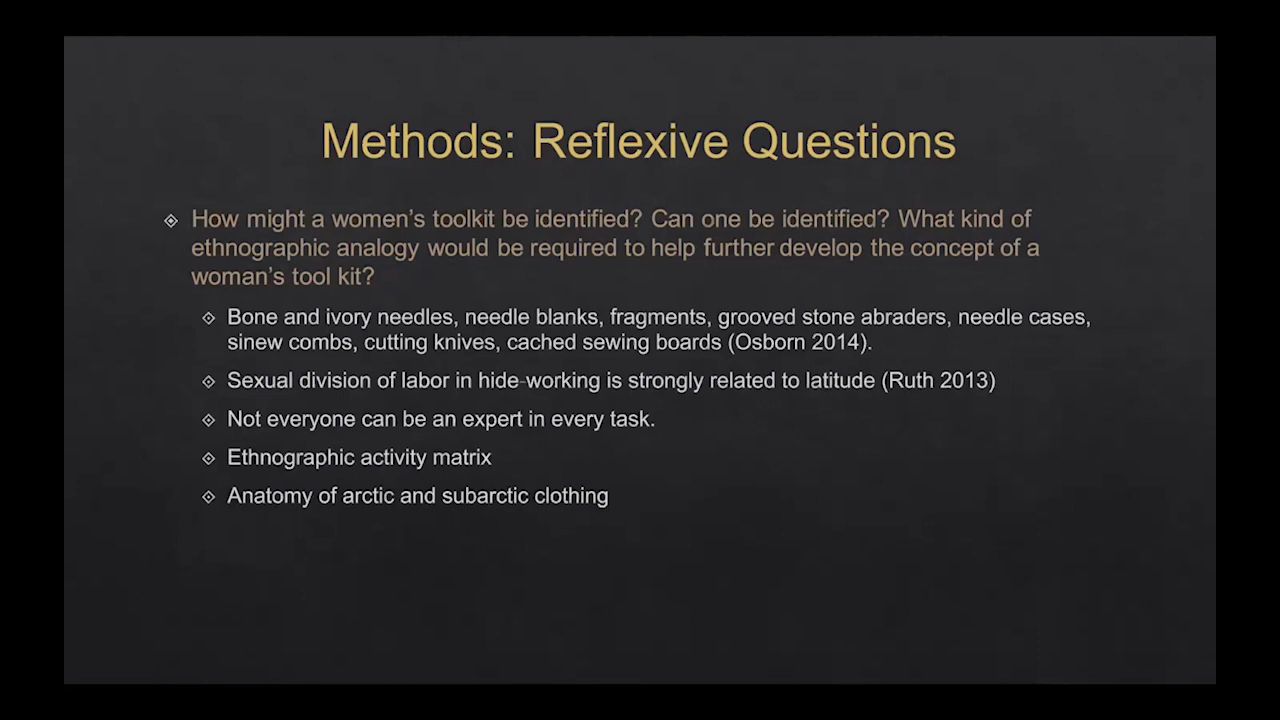 Methods: Reflexive Questions
How might a women's toolkit be identified? Can one be identified? What kind of
ethnographic analogy would be required to help further develop the concept of a
woman's tool kit?
Bone and ivory needles, needle blanks, fragments, grooved stone abraders, needle cases,
sinew combs, cutting knives, cached sewing boards (Osborn 2014).
Sexual division of labor in hide-working is strongly related to latitude (Ruth 2013)
Not everyone can be an expert in every task.
Ethnographic activity matrix
Anatomy of arctic and subarctic clothing